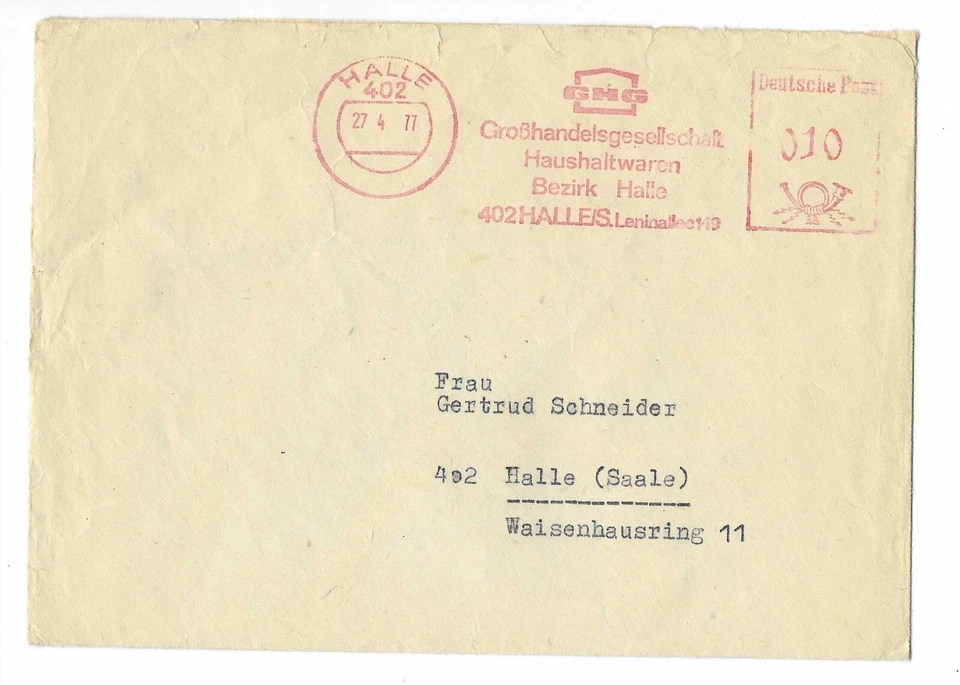 HALLE
402
27 4 77
GHG
Großhandelsgesellschaft
Haushaltwaren
Bezirk Halle
402 HALLE/S. Leninallee 149
Deutsche Post
010
Frau
Gertrud Schneider
402 Halle (Saale)
Waisenhausring 11